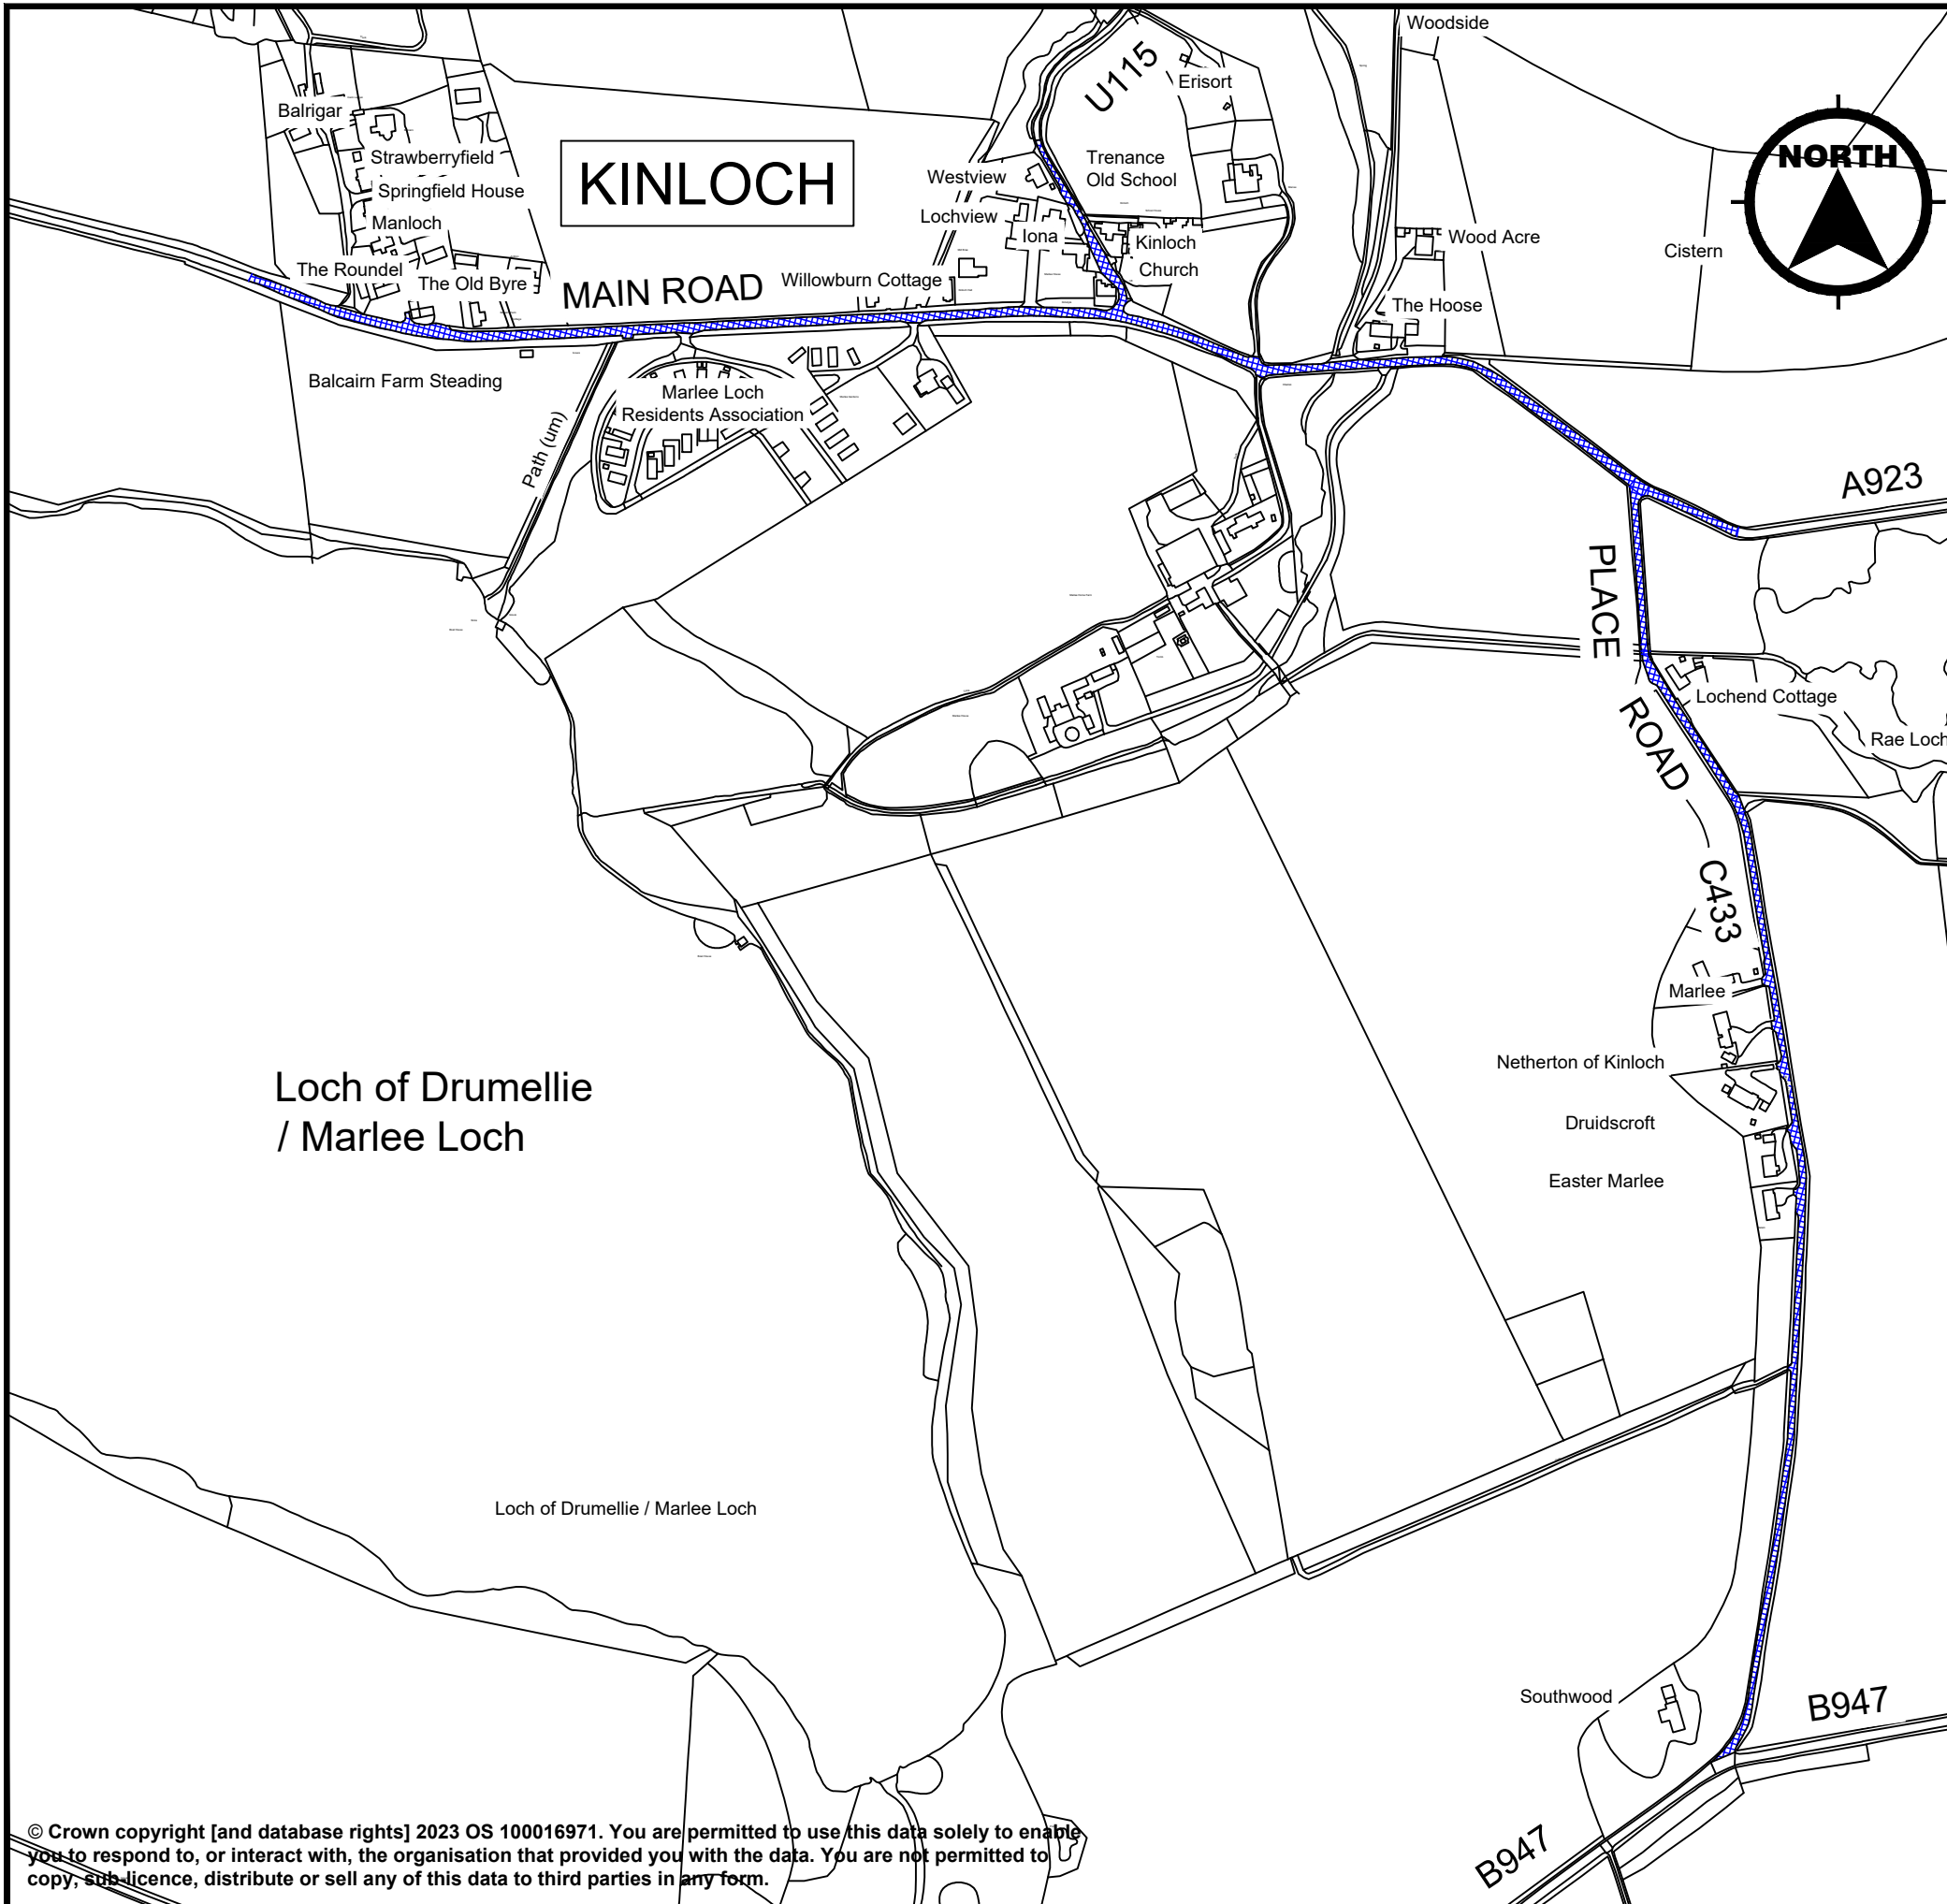 Woodside
U115
Erisort
Balrigar
NORTH
KINLOCH
Strawberryfield
Springfield House
Manloch
Westview
Trenance
Old School
Lochview
Iona
Kinloch
Church
Wood Acre
Cistern
The Roundel
The Old Byre
MAIN ROAD
Willowburn Cottage
The Hoose
Balcairn Farm Steading
Marlee Loch
Residents Association
Path (um)
A923
PLACE
ROAD
Lochend Cottage
Rae Loch
C433
Marlee
Netherton of Kinloch
Druidscroft
Easter Marlee
Loch of Drumellie
/ Marlee Loch
Loch of Drumellie / Marlee Loch
Southwood
B947
B947
© Crown copyright [and database rights] 2023 OS 100016971. You are permitted to use this data solely to enable
you to respond to, or interact with, the organisation that provided you with the data. You are not permitted to
copy, sub-licence, distribute or sell any of this data to third parties in any form.